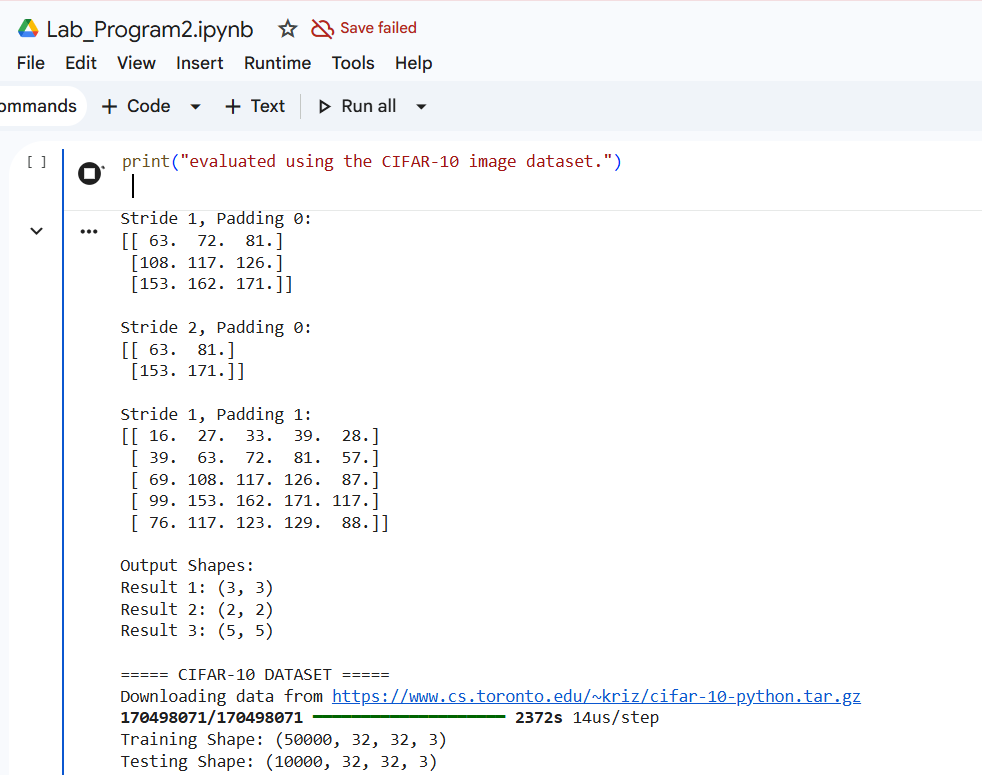 Lab_Program2.ipynb Save failed
File Edit View Insert Runtime Tools Help
ommands + Code + Text Run all
[ ] print("evaluated using the CIFAR-10 image dataset.")
Stride 1, Padding 0:
[[ 63.  72.  81.]
 [108. 117. 126.]
 [153. 162. 171.]]
Stride 2, Padding 0:
[[ 63.  81.]
 [153. 171.]]
Stride 1, Padding 1:
[[ 16.  27.  33.  39.  28.]
 [ 39.  63.  72.  81.  57.]
 [ 69. 108. 117. 126.  87.]
 [ 99. 153. 162. 171. 117.]
 [ 76. 117. 123. 129.  88.]]
Output Shapes:
Result 1: (3, 3)
Result 2: (2, 2)
Result 3: (5, 5)
===== CIFAR-10 DATASET =====
Downloading data from https://www.cs.toronto.edu/~kriz/cifar-10-python.tar.gz
170498071/170498071 2372s 14us/step
Training Shape: (50000, 32, 32, 3)
Testing Shape: (10000, 32, 32, 3)